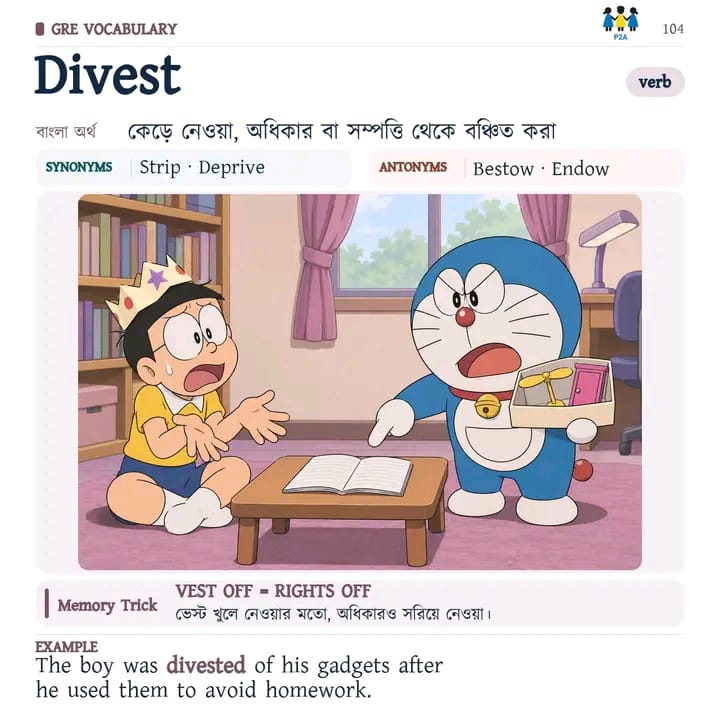 GRE VOCABULARY
P2A
104
Divest
verb
বাংলা অর্থ কেড়ে নেওয়া, অধিকার বা সম্পত্তি থেকে বঞ্চিত করা
SYNONYMS Strip · Deprive
ANTONYMS Bestow · Endow
Memory Trick
VEST OFF = RIGHTS OFF
ভেস্ট খুলে নেওয়ার মতো, অধিকারও সরিয়ে নেওয়া।
EXAMPLE
The boy was divested of his gadgets after
he used them to avoid homework.